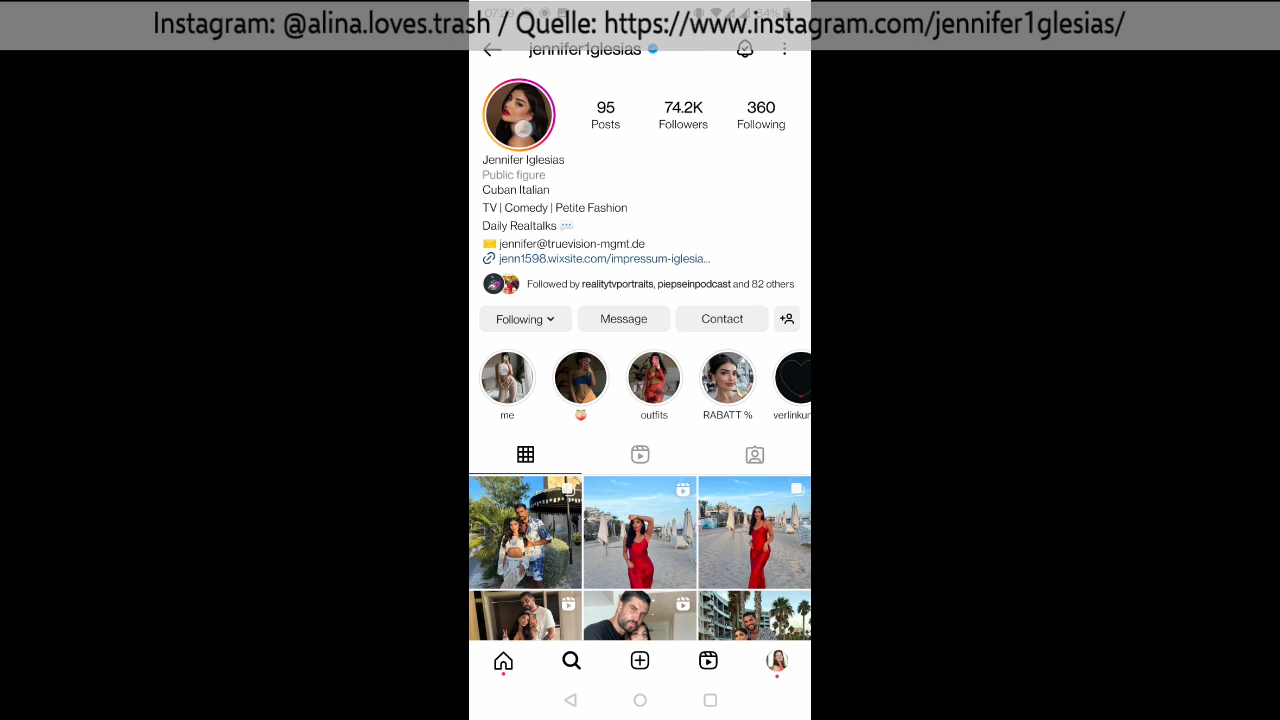 Instagram: @alina.loves.trash / Quelle: https://www.instagram.com/jennifer1glesias/
jennifer1glesias
95 74.2K 360
Posts Followers Following
Jennifer Iglesias
Public figure
Cuban Italian
TV | Comedy | Petite Fashion
Daily Realtalks
jennifer@truevision-mgmt.de
jenn1598.wixsite.com/impressum-iglesia...
Followed by realitytvportraits, piepseinpodcast and 82 others
Following Message Contact
me outfits RABATT % verlinkun